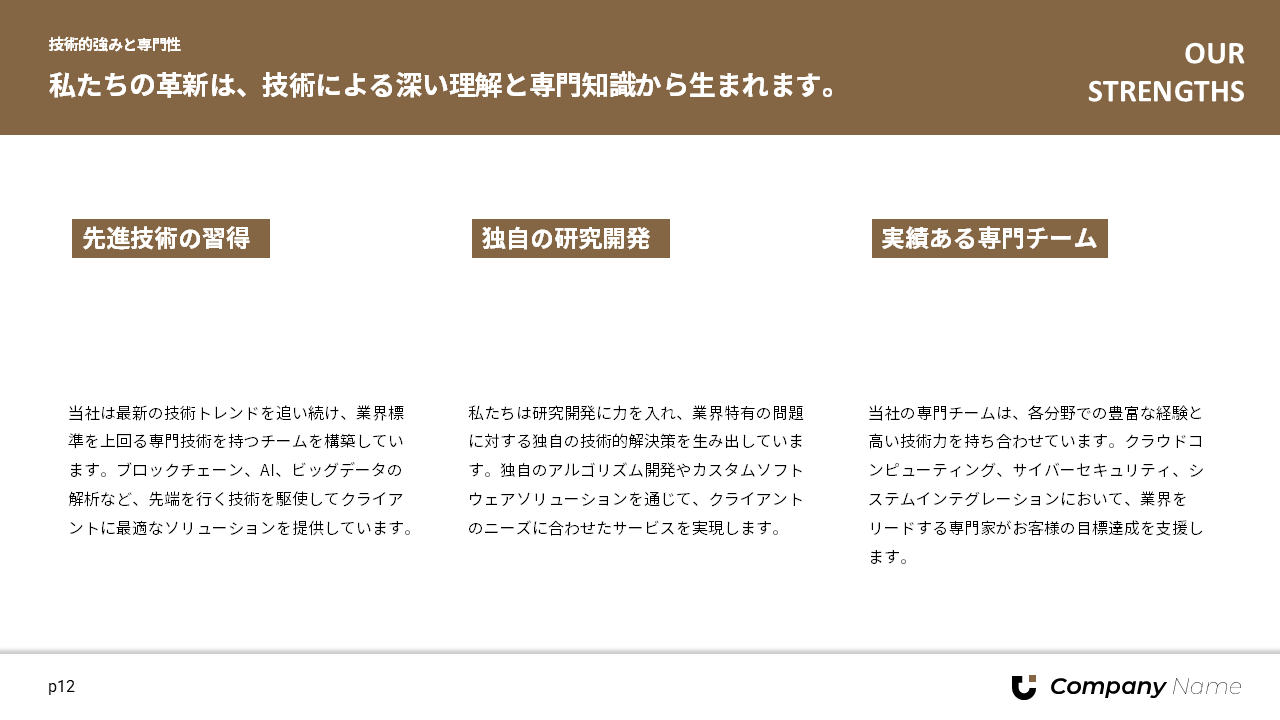 技術的強みと専門性
私たちの革新は、技術による深い理解と専門知識から生まれます。
OUR
STRENGTHS
先進技術の習得
独自の研究開発
実績ある専門チーム
当社は最新の技術トレンドを追い続け、業界標
準を上回る専門技術を持つチームを構築してい
ます。ブロックチェーン、AI、ビッグデータの
解析など、先端を行く技術を駆使してクライア
ントに最適なソリューションを提供しています。
私たちは研究開発に力を入れ、業界特有の問題
に対する独自の技術的解決策を生み出していま
す。独自のアルゴリズム開発やカスタムソフト
ウェアソリューションを通じて、クライアント
のニーズに合わせたサービスを実現します。
当社の専門チームは、各分野での豊富な経験と
高い技術力を持ち合わせています。クラウドコ
ンピューティング、サイバーセキュリティ、シ
ステムインテグレーションにおいて、業界を
リードする専門家がお客様の目標達成を支援し
ます。
p12
Company Name